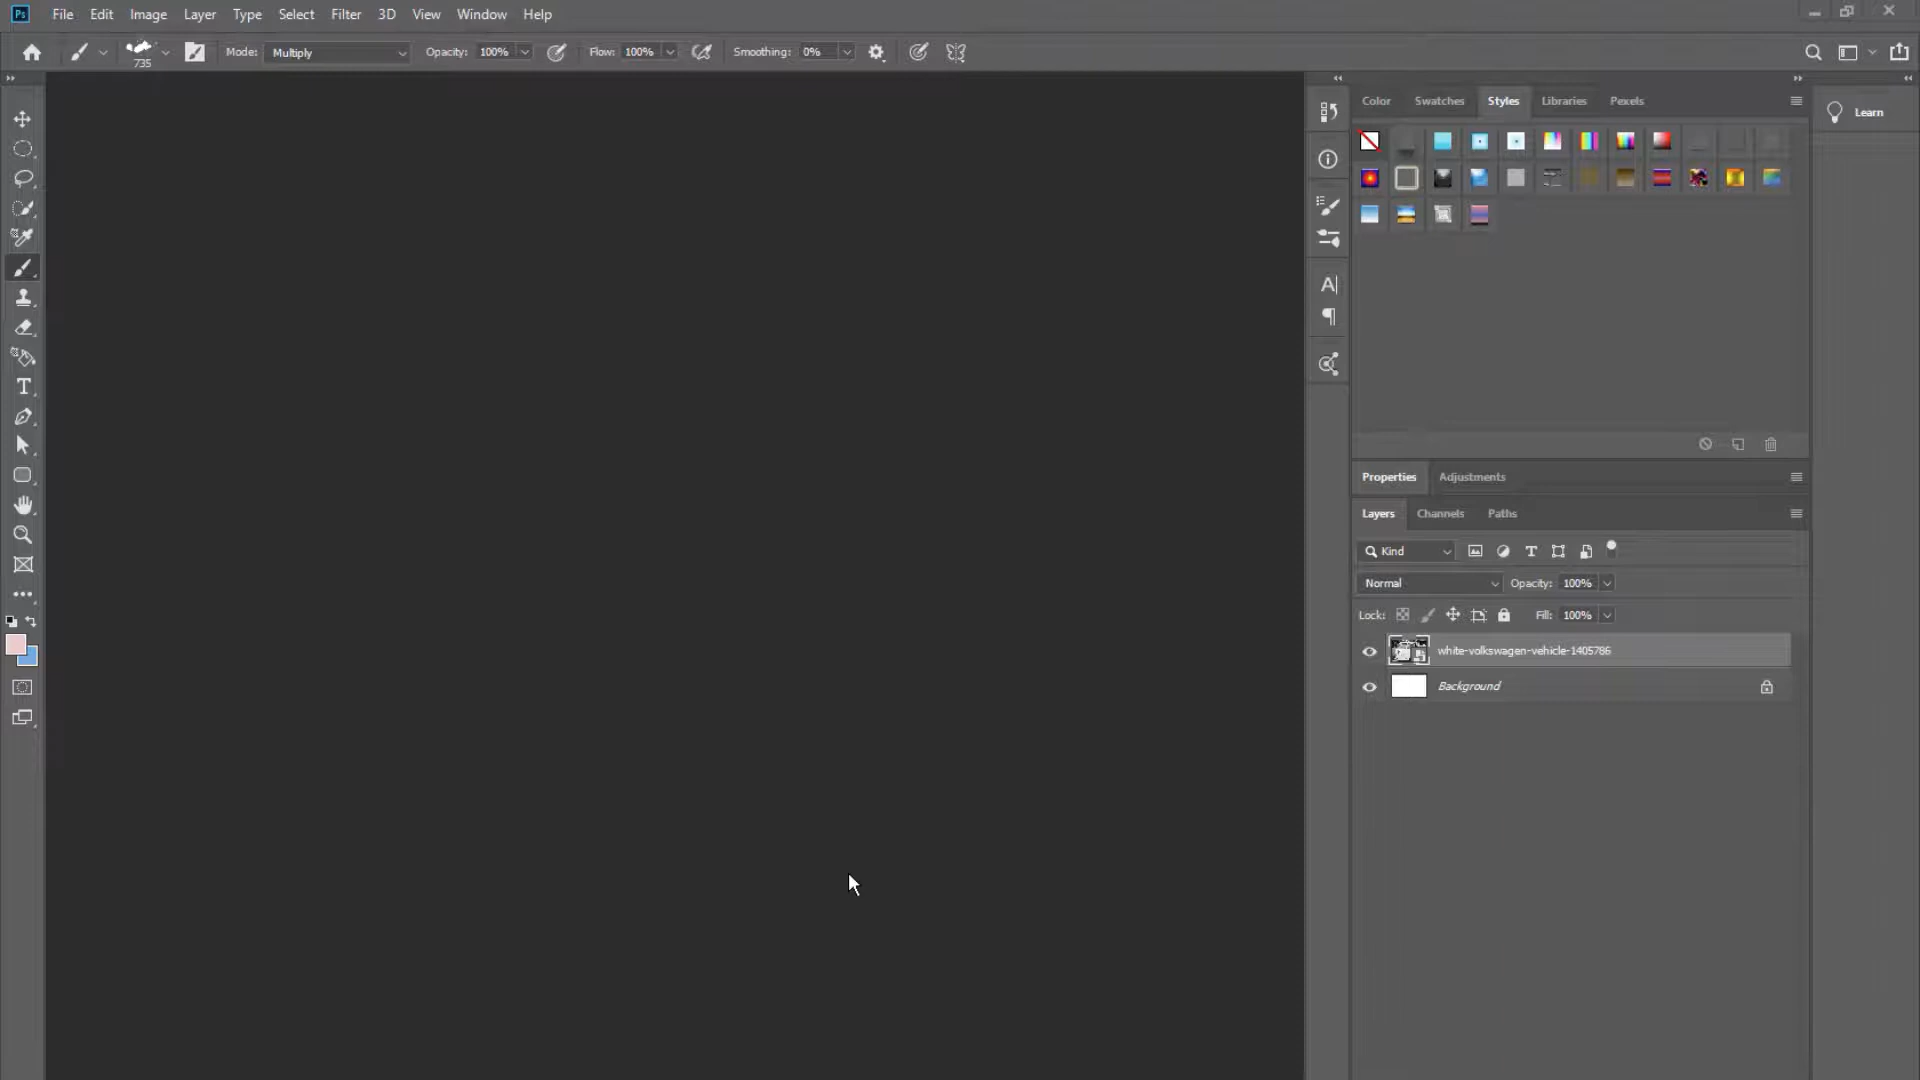 Ps File Edit Image Layer Type Select Filter 3D View Window Help
735 Mode: Multiply Opacity: 100% Flow: 100% Smoothing: 0%
Color Swatches Styles Libraries Pexels
Learn
Properties Adjustments
Layers Channels Paths
Kind
Normal Opacity: 100%
Lock: Fill: 100%
white-volkswagen-vehicle-1405786
Background